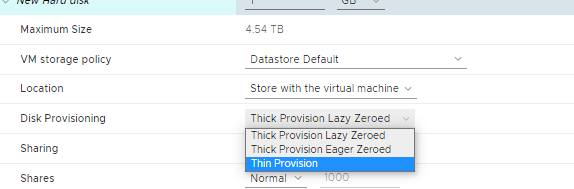 New Hard disk 1 GB
Maximum Size 4.54 TB
VM storage policy Datastore Default
Location Store with the virtual machine
Disk Provisioning Thick Provision Lazy Zeroed
Thick Provision Lazy Zeroed
Thick Provision Eager Zeroed
Sharing Thin Provision
Shares Normal 1000